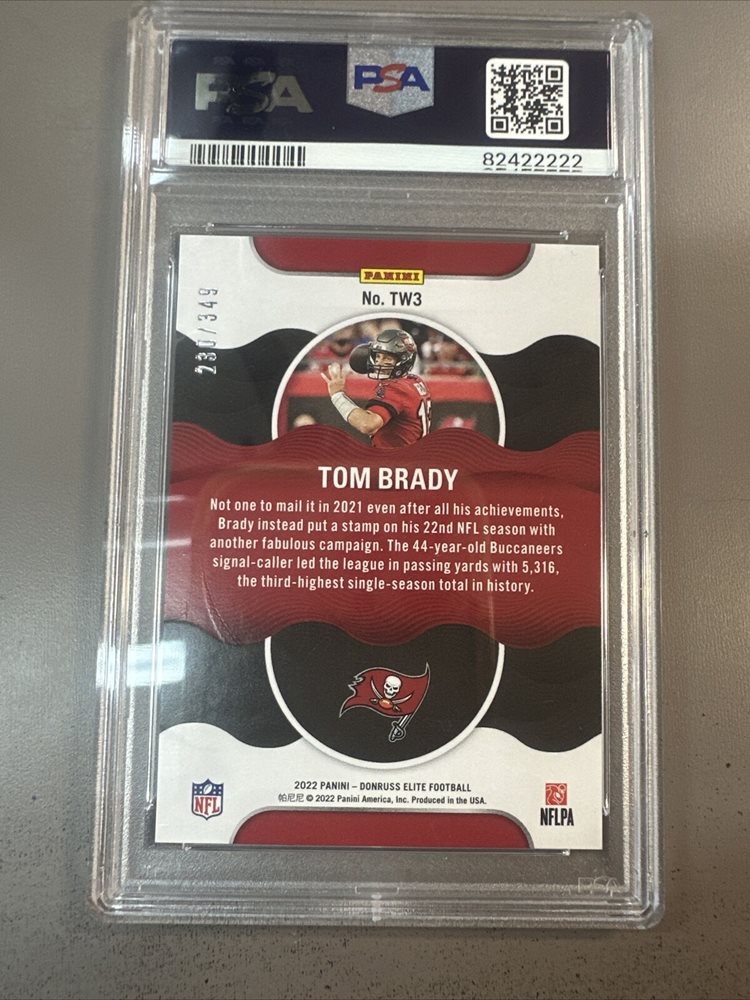 PSA
PSA
82422222
PANINI
No. TW3
230/349
TOM BRADY
Not one to mail it in 2021 even after all his achievements,
Brady instead put a stamp on his 22nd NFL season with
another fabulous campaign. The 44-year-old Buccaneers
signal-caller led the league in passing yards with 5,316,
the third-highest single-season total in history.
2022 PANINI – DONRUSS ELITE FOOTBALL
帕尼尼 © 2022 Panini America, Inc. Produced in the USA.
NFL
NFLPA
PSA